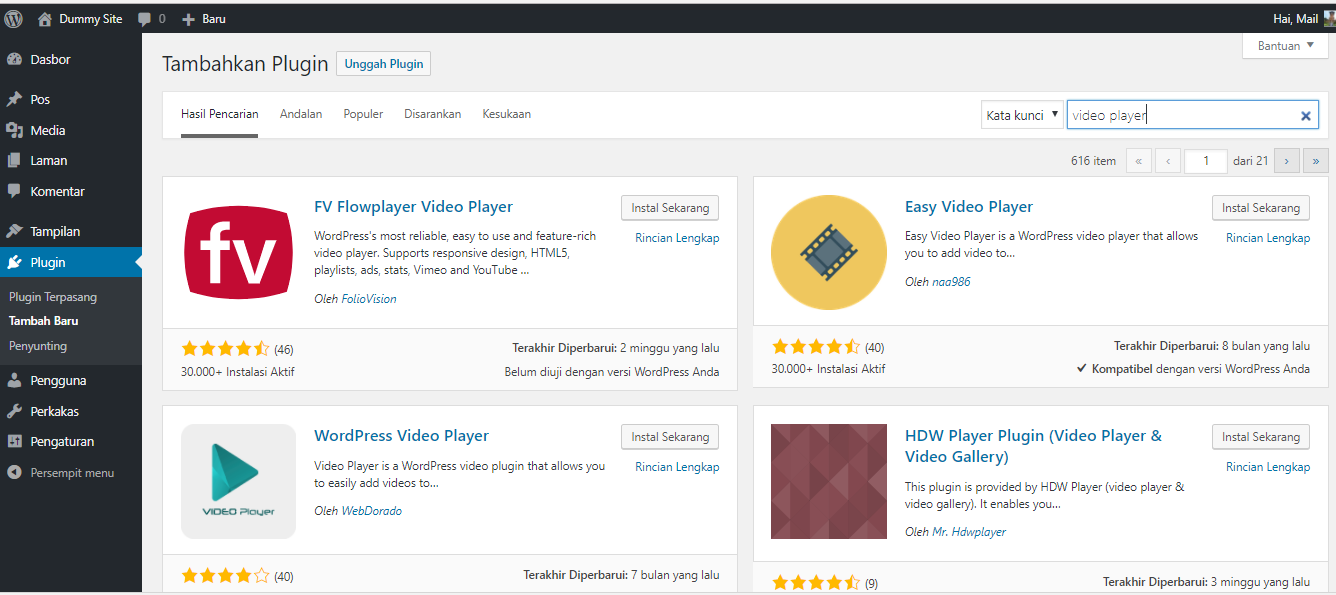 Dummy Site 0 Baru Hai, Mail
Dasbor
Pos
Media
Laman
Komentar
Tampilan
Plugin
Plugin Terpasang
Tambah Baru
Penyunting
Pengguna
Perkakas
Pengaturan
Persempit menu
Bantuan
Tambahkan Plugin Unggah Plugin
Hasil Pencarian Andalan Populer Disarankan Kesukaan Kata kunci video player
616 item « ‹ 1 dari 21 › »
fv
FV Flowplayer Video Player
Instal Sekarang
Rincian Lengkap
WordPress's most reliable, easy to use and feature-rich
video player. Supports responsive design, HTML5,
playlists, ads, stats, Vimeo and YouTube ...
Oleh FolioVision
(46)
30.000+ Instalasi Aktif
Terakhir Diperbarui: 2 minggu yang lalu
Belum diuji dengan versi WordPress Anda
Easy Video Player
Instal Sekarang
Rincian Lengkap
Easy Video Player is a WordPress video player that allows
you to add video to...
Oleh naa986
(40)
30.000+ Instalasi Aktif
Terakhir Diperbarui: 8 bulan yang lalu
✔ Kompatibel dengan versi WordPress Anda
VIDEO Player
WordPress Video Player
Instal Sekarang
Rincian Lengkap
Video Player is a WordPress video plugin that allows you
to easily add videos to...
Oleh WebDorado
(40)
Terakhir Diperbarui: 7 bulan yang lalu
HDW Player Plugin (Video Player &
Video Gallery)
Instal Sekarang
Rincian Lengkap
This plugin is provided by HDW Player (video player &
video gallery). It enables you...
Oleh Mr. Hdwplayer
(9)
Terakhir Diperbarui: 3 minggu yang lalu